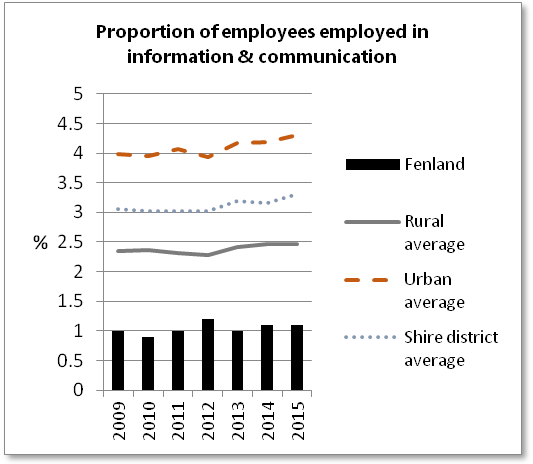 Proportion of employees employed in
information & communication
5
4.5
4
3.5
3
% 2.5
2
1.5
1
0.5
0
2009 2010 2011 2012 2013 2014 2015
Fenland
Rural
average
Urban
average
Shire district
average